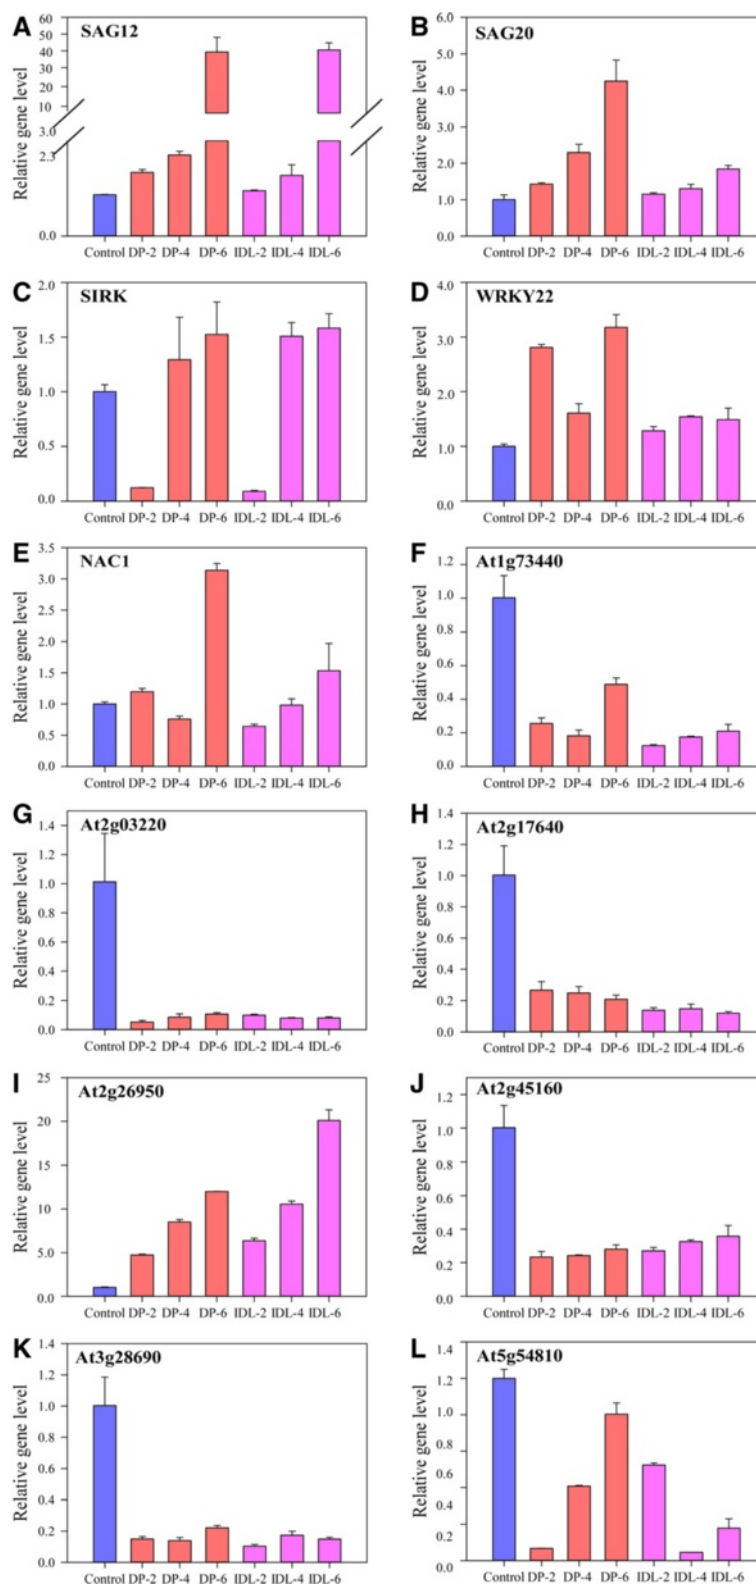 A
SAG12
Relative gene level
60
50
40
30
20
10
3.0
2.5
0.0
Control DP-2 DP-4 DP-6 IDL-2 IDL-4 IDL-6
B
SAG20
Relative gene level
6.0
5.0
4.0
2.0
1.0
0.0
Control DP-2 DP-4 DP-6 IDL-2 IDL-4 IDL-6
C
SIRK
Relative gene level
2.0
1.5
1.0
0.5
0.0
Control DP-2 DP-4 DP-6 IDL-2 IDL-4 IDL-6
D
WRKY22
Relative gene level
4.0
3.0
2.0
1.0
0.0
Control DP-2 DP-4 DP-6 IDL-2 IDL-4 IDL-6
E
NAC1
Relative gene level
3.5
3.0
2.5
2.0
1.5
1.0
0.5
0.0
Control DP-2 DP-4 DP-6 IDL-2 IDL-4 IDL-6
F
At1g73440
Relative gene level
1.2
1.0
0.8
0.6
0.4
0.2
0.0
Control DP-2 DP-4 DP-6 IDL-2 IDL-4 IDL-6
G
At2g03220
Relative gene level
1.4
1.2
1.0
0.8
0.6
0.4
0.2
0.0
Control DP-2 DP-4 DP-6 IDL-2 IDL-4 IDL-6
H
At2g17640
Relative gene level
1.4
1.2
1.0
0.8
0.6
0.4
0.2
0.0
Control DP-2 DP-4 DP-6 IDL-2 IDL-4 IDL-6
I
At2g26950
Relative gene level
25
20
15
10
5.0
0.0
Control DP-2 DP-4 DP-6 IDL-2 IDL-4 IDL-6
J
At2g45160
Relative gene level
1.2
1.0
0.8
0.6
0.4
0.2
0.0
Control DP-2 DP-4 DP-6 IDL-2 IDL-4 IDL-6
K
At3g28690
Relative gene level
1.4
1.2
1.0
0.8
0.6
0.4
0.2
0.0
Control DP-2 DP-4 DP-6 IDL-2 IDL-4 IDL-6
L
At5g54810
Relative gene level
1.2
0.8
0.6
0.4
0.2
0.0
Control DP-2 DP-4 DP-6 IDL-2 IDL-4 IDL-6